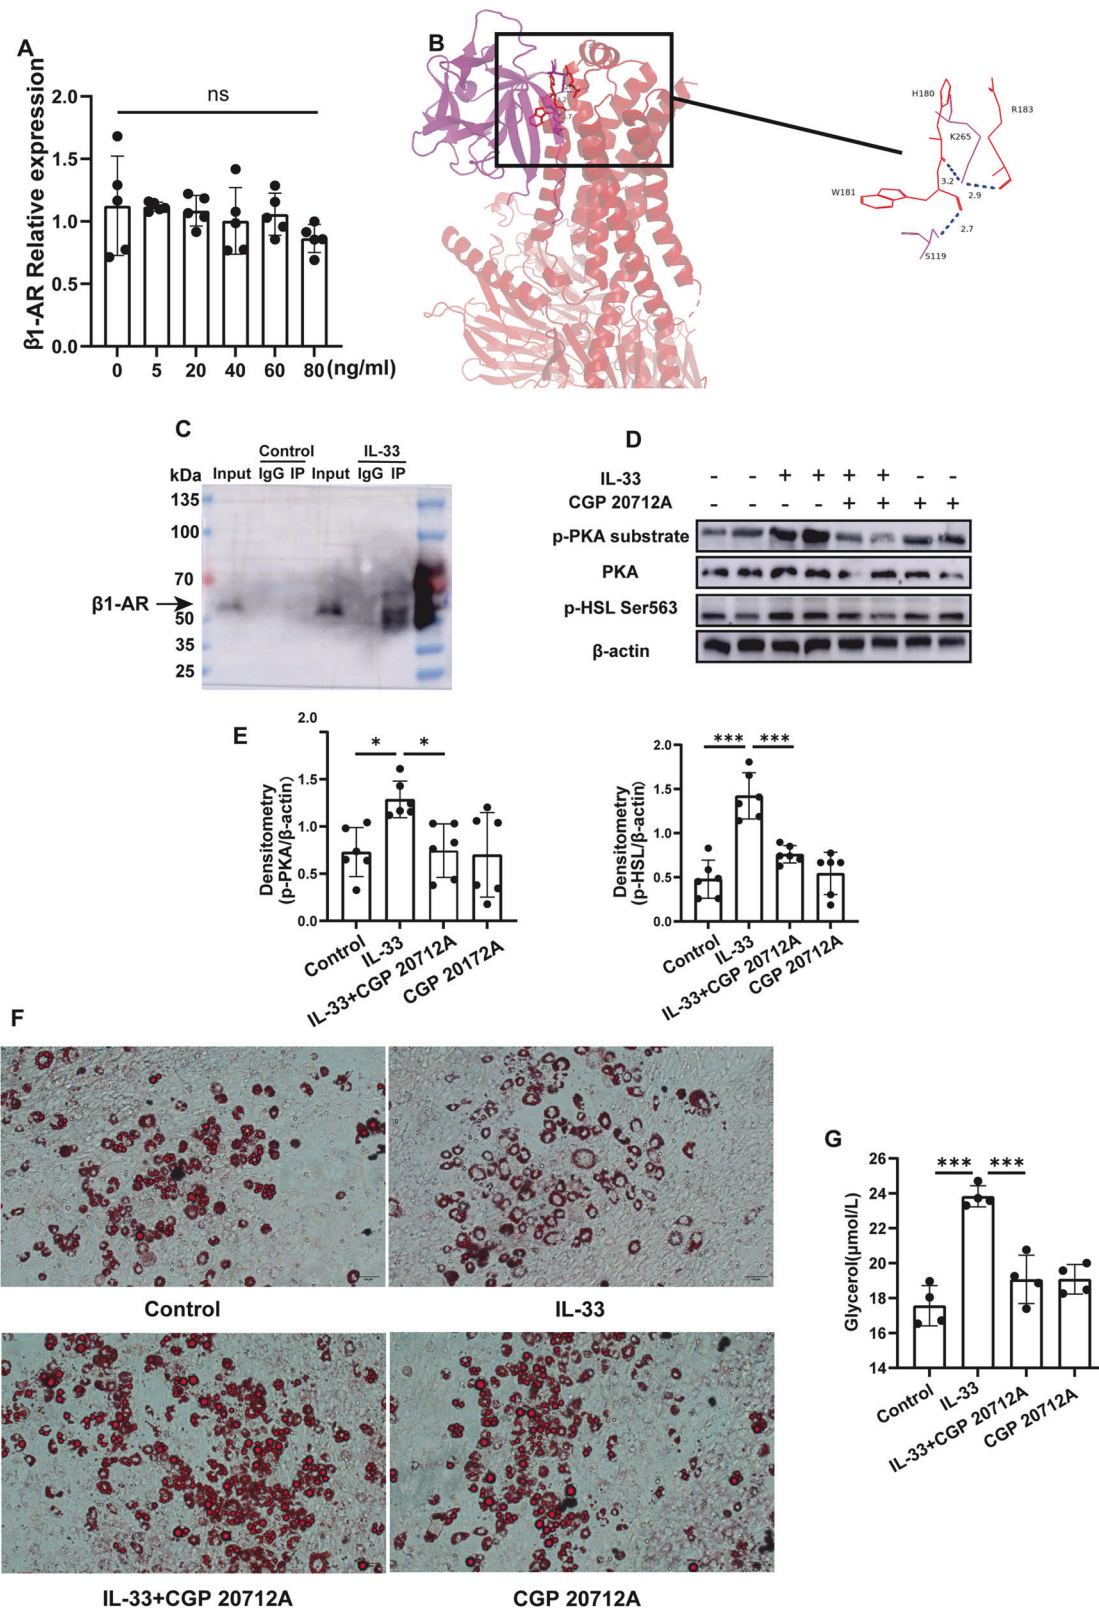 A
β1-AR Relative expression
2.0
1.5
1.0
0.5
0.0
ns
0 5 20 40 60 80 (ng/ml)
B
3.2
2.7
H180
R183
K265
W181
3.2
2.9
2.7
S119
C
Control IL-33
kDa Input IgG IP Input IgG IP
135
100
70
β1-AR
50
35
25
D
IL-33 - - + + + + - -
CGP 20712A - - - - + + + +
p-PKA substrate
PKA
p-HSL Ser563
β-actin
E
Densitometry
(p-PKA/β-actin)
2.0
1.5
1.0
0.5
0.0
* *
Control
IL-33
IL-33+CGP 20712A
CGP 20172A
Densitometry
(p-HSL/β-actin)
2.0
1.5
1.0
0.5
0.0
*** ***
Control
IL-33
IL-33+CGP 20712A
CGP 20712A
F
Control
IL-33
IL-33+CGP 20712A
CGP 20712A
G
Glycerol(μmol/L)
26
24
22
20
18
16
14
*** ***
Control
IL-33
IL-33+CGP 20712A
CGP 20712A